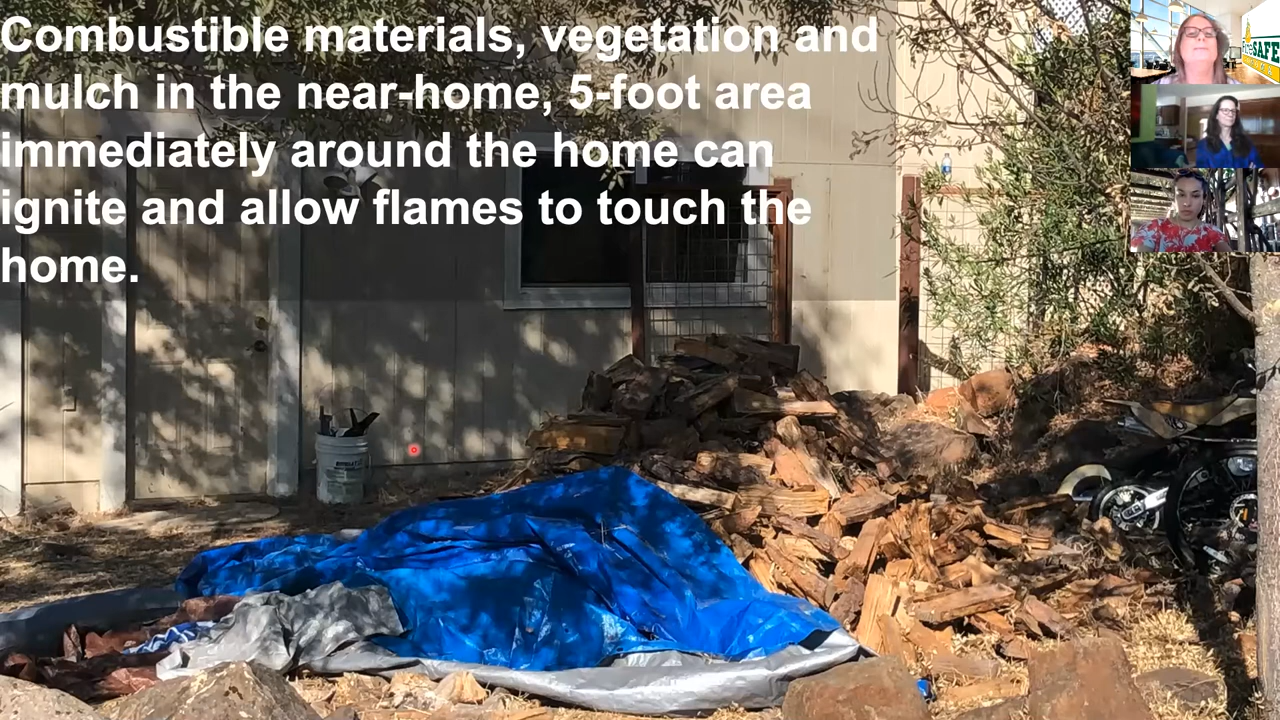 Combustible materials, vegetation and
mulch in the near-home, 5-foot area
immediately around the home can
ignite and allow flames to touch the
home.
SAFE